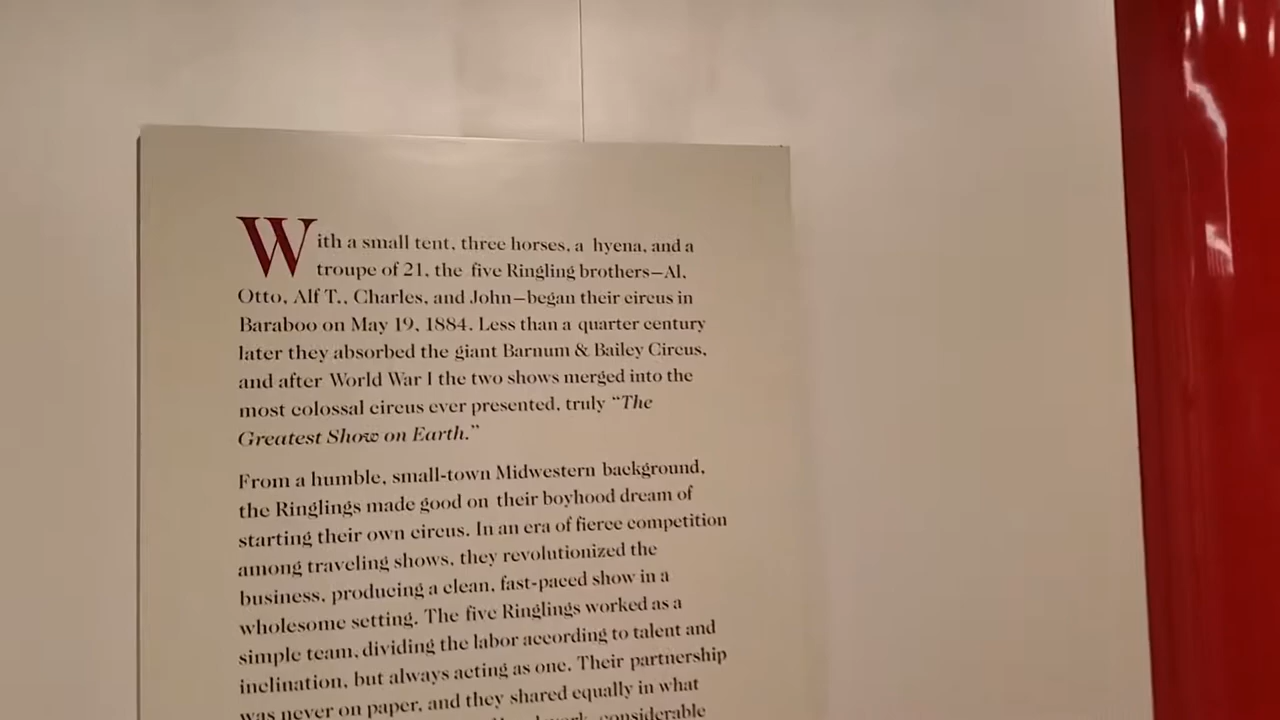 With a small tent, three horses, a hyena, and a
troupe of 21, the five Ringling brothers—Al,
Otto, Alf T., Charles, and John—began their circus in
Baraboo on May 19, 1884. Less than a quarter century
later they absorbed the giant Barnum & Bailey Circus,
and after World War I the two shows merged into the
most colossal circus ever presented, truly “The
Greatest Show on Earth.”
From a humble, small-town Midwestern background,
the Ringlings made good on their boyhood dream of
starting their own circus. In an era of fierce competition
among traveling shows, they revolutionized the
business, producing a clean, fast-paced show in a
wholesome setting. The five Ringlings worked as a
simple team, dividing the labor according to talent and
inclination, but always acting as one. Their partnership
was never on paper, and they shared equally in what
work, considerable